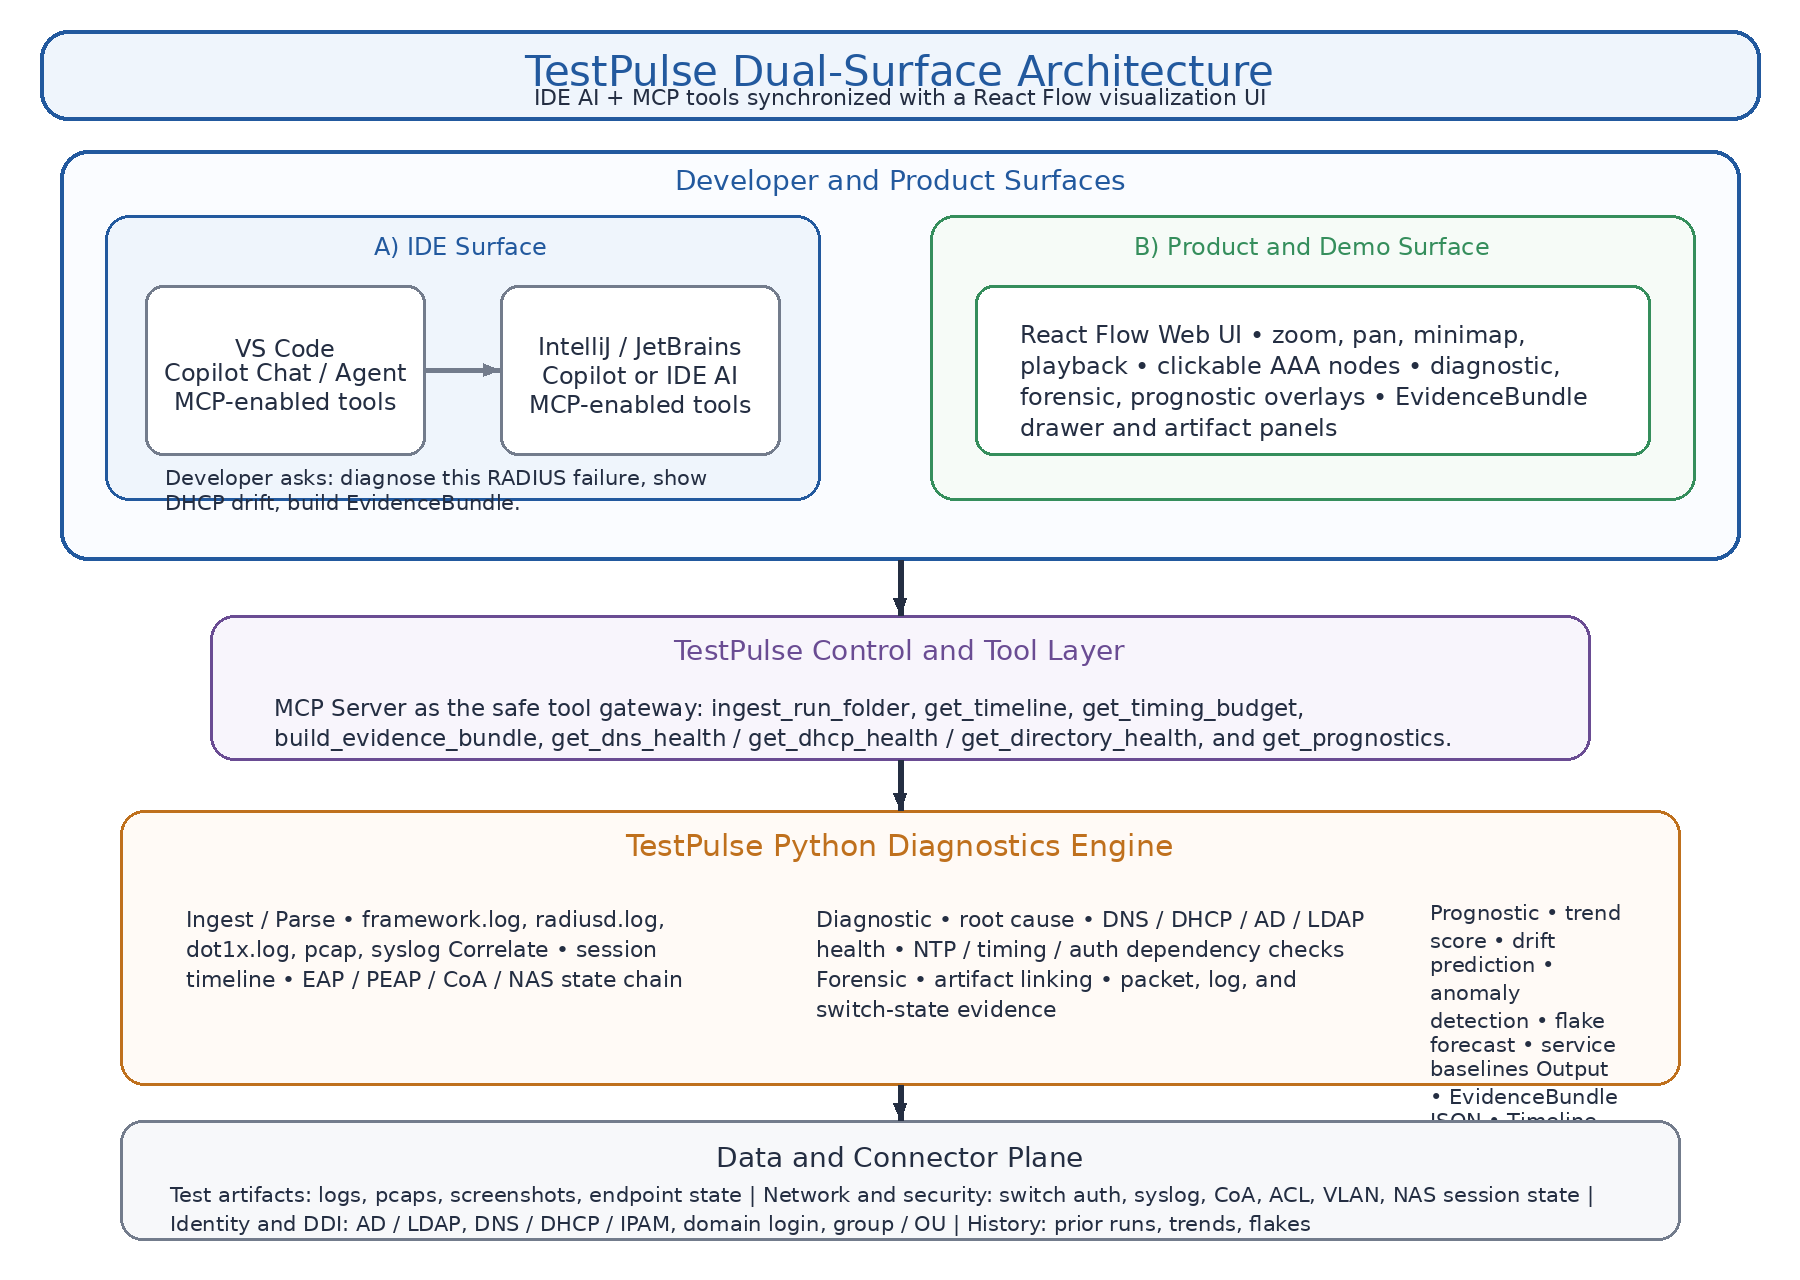 TestPulse Dual-Surface Architecture
IDE AI + MCP tools synchronized with a React Flow visualization UI
Developer and Product Surfaces
A) IDE Surface
VS Code
Copilot Chat / Agent
MCP-enabled tools
IntelliJ / JetBrains
Copilot or IDE AI
MCP-enabled tools
Developer asks: diagnose this RADIUS failure, show
DHCP drift, build EvidenceBundle.
B) Product and Demo Surface
React Flow Web UI • zoom, pan, minimap,
playback • clickable AAA nodes • diagnostic,
forensic, prognostic overlays • EvidenceBundle
drawer and artifact panels
TestPulse Control and Tool Layer
MCP Server as the safe tool gateway: ingest_run_folder, get_timeline, get_timing_budget,
build_evidence_bundle, get_dns_health / get_dhcp_health / get_directory_health, and get_prognostics.
TestPulse Python Diagnostics Engine
Ingest / Parse • framework.log, radiusd.log,
dot1x.log, pcap, syslog Correlate • session
timeline • EAP / PEAP / CoA / NAS state chain
Diagnostic • root cause • DNS / DHCP / AD / LDAP
health • NTP / timing / auth dependency checks
Forensic • artifact linking • packet, log, and
switch-state evidence
Prognostic • trend
score • drift
prediction •
anomaly
detection • flake
forecast • service
baselines Output
• EvidenceBundle
JSON • Timeline
Data and Connector Plane
Test artifacts: logs, pcaps, screenshots, endpoint state | Network and security: switch auth, syslog, CoA, ACL, VLAN, NAS session state |
Identity and DDI: AD / LDAP, DNS / DHCP / IPAM, domain login, group / OU | History: prior runs, trends, flakes